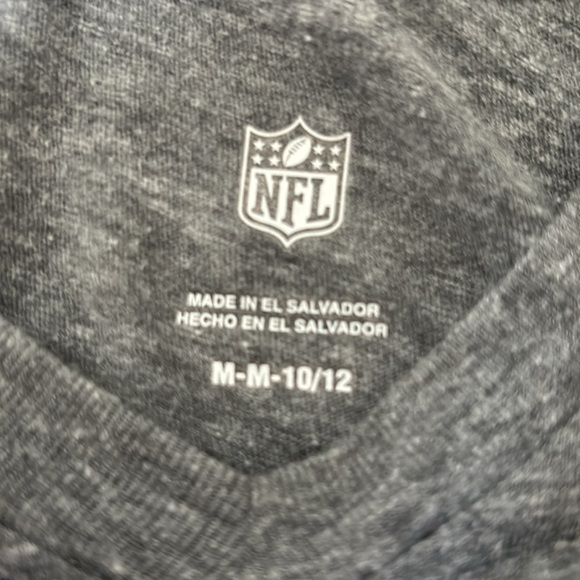 NFL
MADE IN EL SALVADOR
HECHO EN EL SALVADOR
M-M-10/12